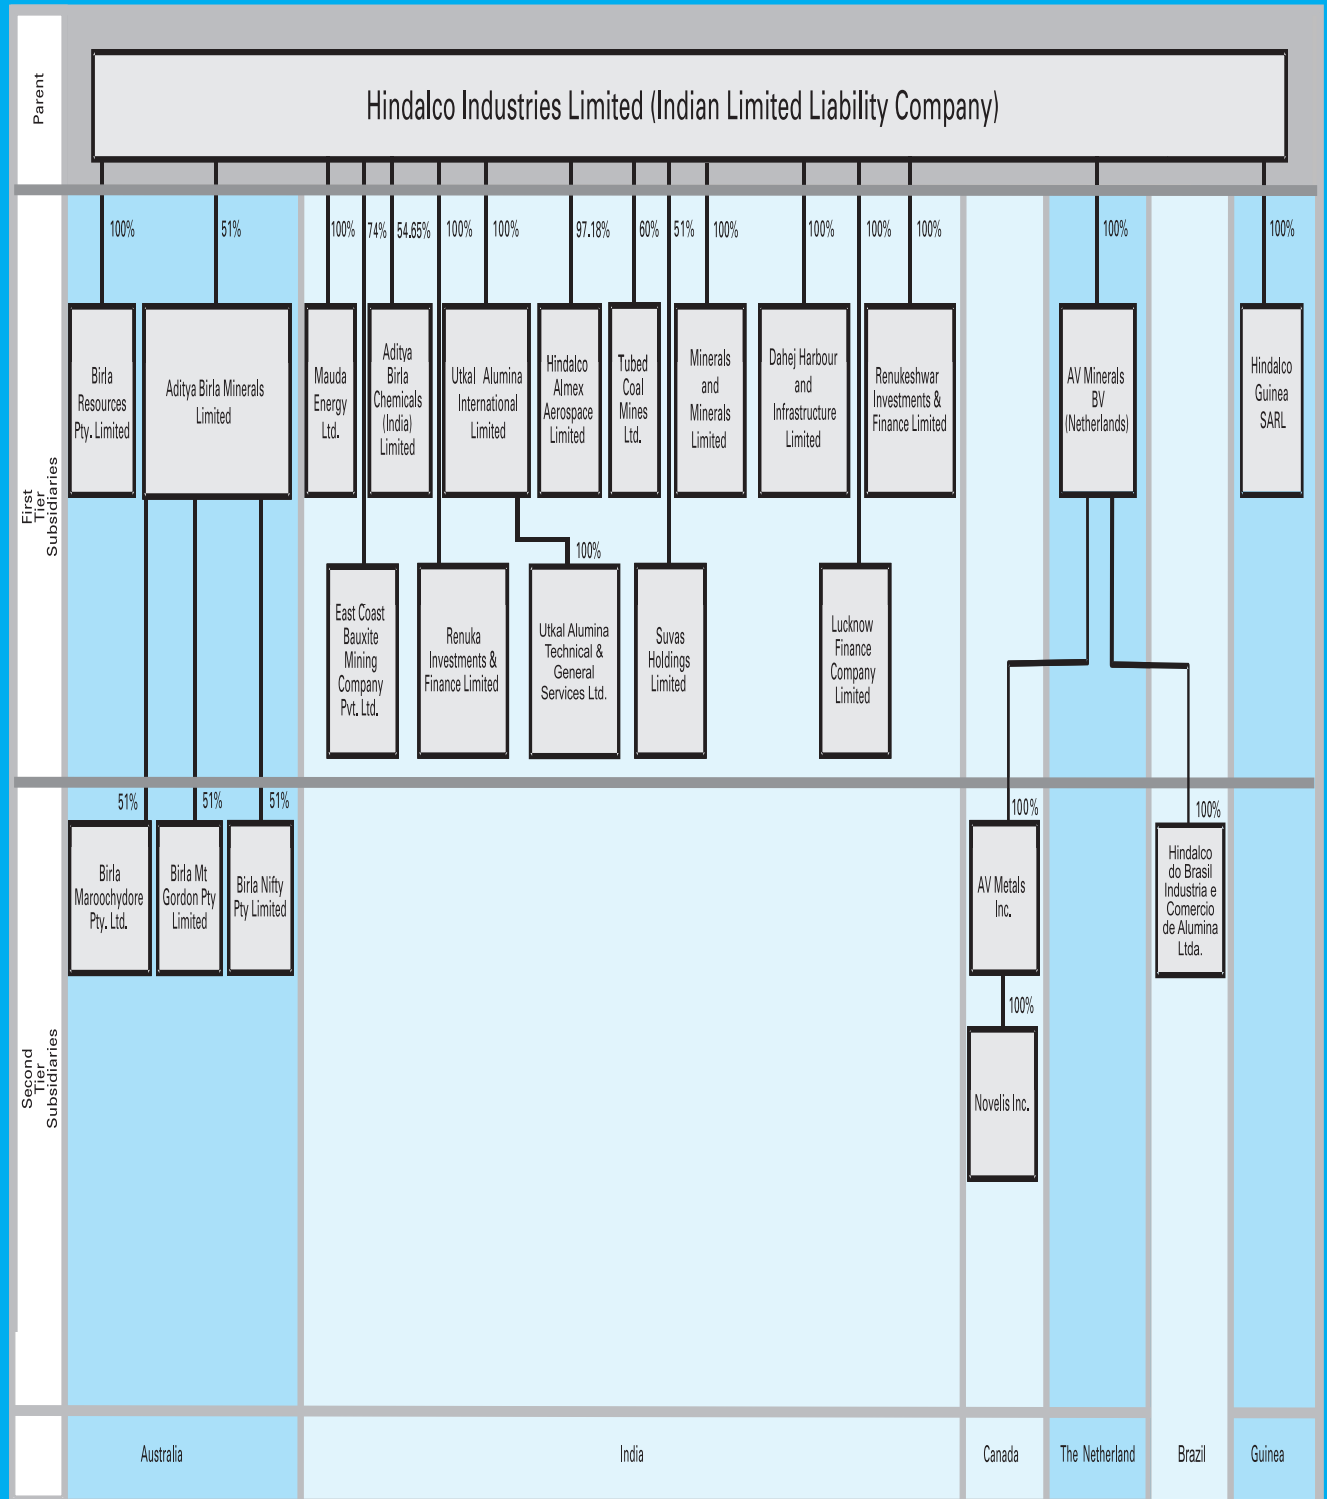 Parent
Hindalco Industries Limited (Indian Limited Liability Company)
First
Tier
Subsidiaries
100%
51%
100%
74%
54.65%
100%
100%
97.18%
60%
51%
100%
100%
100%
100%
100%
100%
Birla
Resources
Pty. Limited
Aditya Birla Minerals
Limited
Mauda
Energy
Ltd.
Aditya
Birla
Chemicals
(India)
Limited
Utkal Alumina
International
Limited
Hindalco
Almex
Aerospace
Limited
Tubed
Coal
Mines
Ltd.
Minerals
and
Minerals
Limited
Dahej Harbour
and
Infrastructure
Limited
Renukeshwar
Investments &
Finance Limited
AV Minerals
BV
(Netherlands)
Hindalco
Guinea
SARL
100%
East Coast
Bauxite
Mining
Company
Pvt. Ltd.
Renuka
Investments &
Finance Limited
Utkal Alumina
Technical &
General
Services Ltd.
Suvas
Holdings
Limited
Lucknow
Finance
Company
Limited
Second
Tier
Subsidiaries
51%
51%
51%
100%
100%
Birla
Maroochydore
Pty. Ltd.
Birla Mt
Gordon Pty
Limited
Birla Nifty
Pty Limited
AV Metals
Inc.
Hindalco
do Brasil
Industria e
Comercio
de Alumina
Ltda.
100%
Novelis Inc.
Australia
India
Canada
The Netherland
Brazil
Guinea